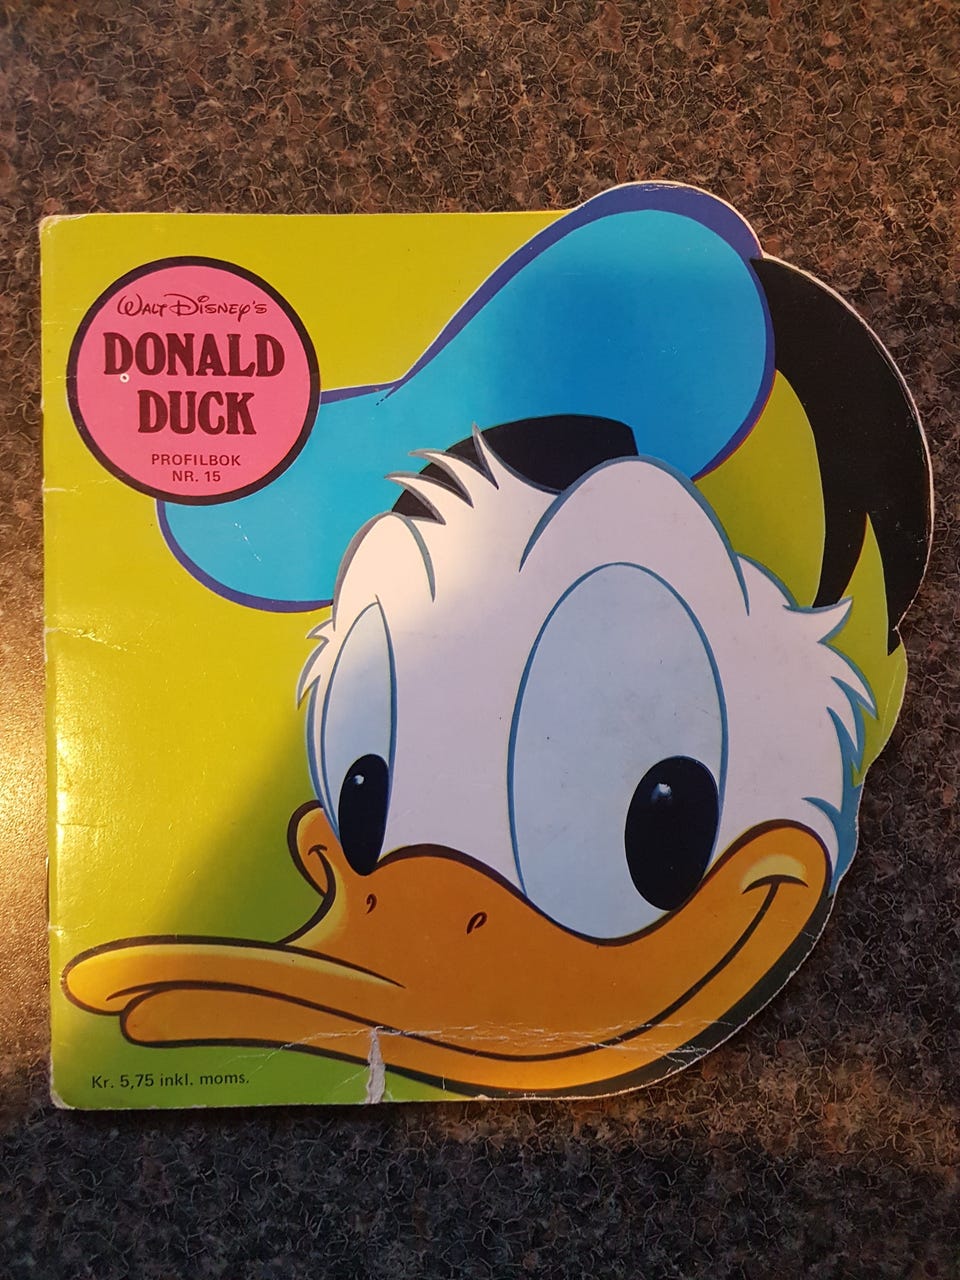 Walt Disney's
DONALD
DUCK
PROFILBOK
NR. 15
Kr. 5,75 inkl. moms.